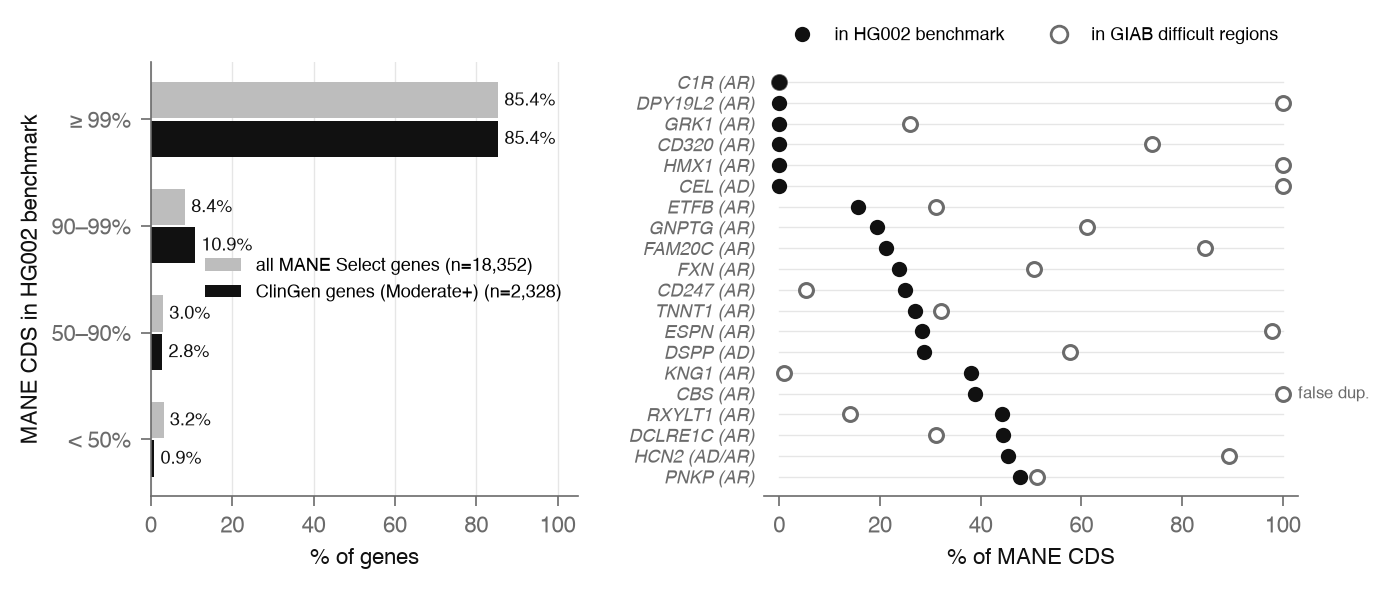 MANE CDS in HG002 benchmark
≥ 99%
85.4%
85.4%
90–99%
8.4%
10.9%
all MANE Select genes (n=18,352)
ClinGen genes (Moderate+) (n=2,328)
50–90%
3.0%
2.8%
< 50%
3.2%
0.9%
0 20 40 60 80 100
% of genes
in HG002 benchmark
in GIAB difficult regions
C1R (AR)
DPY19L2 (AR)
GRK1 (AR)
CD320 (AR)
HMX1 (AR)
CEL (AD)
ETFB (AR)
GNPTG (AR)
FAM20C (AR)
FXN (AR)
CD247 (AR)
TNNT1 (AR)
ESPN (AR)
DSPP (AD)
KNG1 (AR)
CBS (AR)
false dup.
RXYLT1 (AR)
DCLRE1C (AR)
HCN2 (AD/AR)
PNKP (AR)
0 20 40 60 80 100
% of MANE CDS